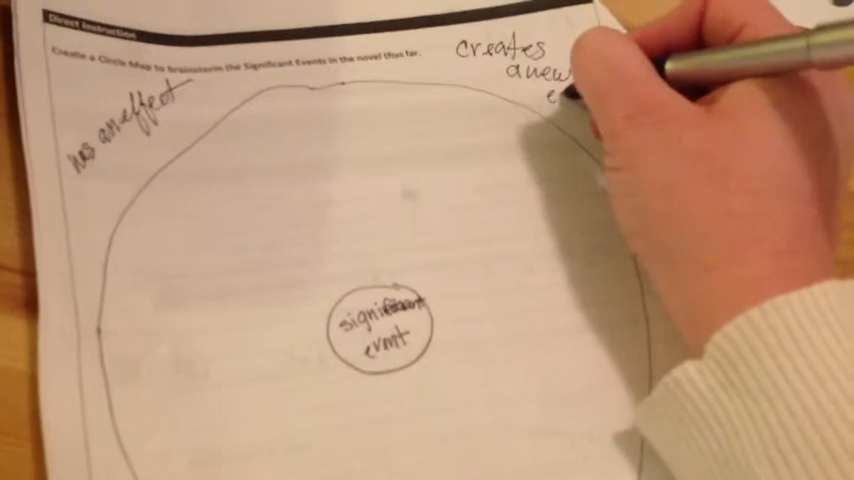 Direct Instruction
Create a Circle Map to brainstorm the Significant Events in the novel thus far.
creates
a new
e
has an effect
significant
event